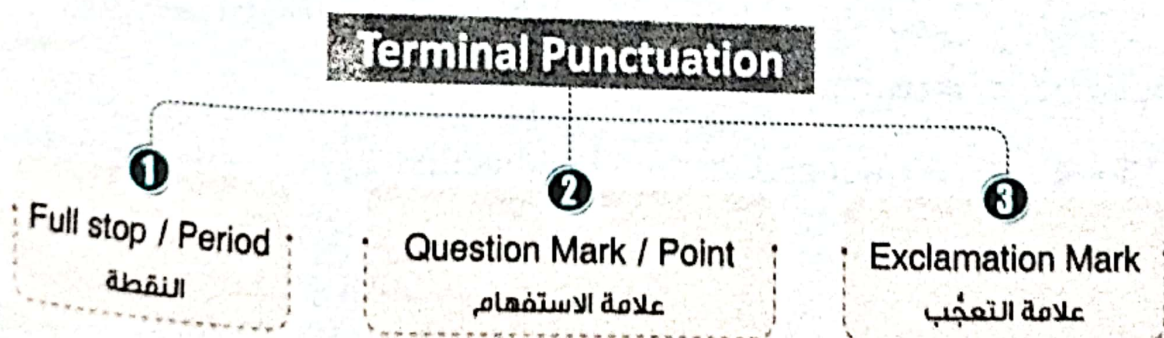 Terminal Punctuation
1
Full stop / Period
النقطة
2
Question Mark / Point
علامة الاستفهام
3
Exclamation Mark
علامة التعجُّب